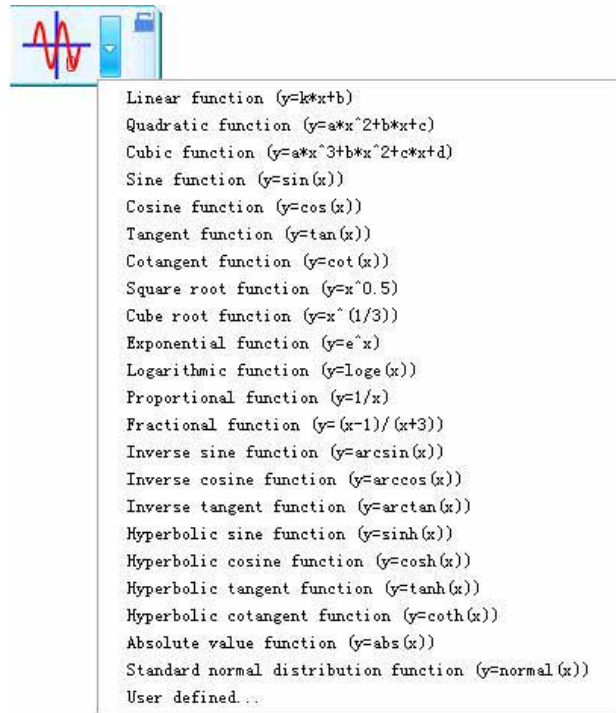 Linear function (y=k*x+b)
Quadratic function (y=a*x^2+b*x+c)
Cubic function (y=a*x^3+b*x^2+c*x+d)
Sine function (y=sin(x))
Cosine function (y=cos(x))
Tangent function (y=tan(x))
Cotangent function (y=cot(x))
Square root function (y=x^0.5)
Cube root function (y=x^(1/3))
Exponential function (y=e^x)
Logarithmic function (y=loge(x))
Proportional function (y=1/x)
Fractional function (y=(x-1)/(x+3))
Inverse sine function (y=arcsin(x))
Inverse cosine function (y=arccos(x))
Inverse tangent function (y=arctan(x))
Hyperbolic sine function (y=sinh(x))
Hyperbolic cosine function (y=cosh(x))
Hyperbolic tangent function (y=tanh(x))
Hyperbolic cotangent function (y=coth(x))
Absolute value function (y=abs(x))
Standard normal distribution function (y=normal(x))
User defined...